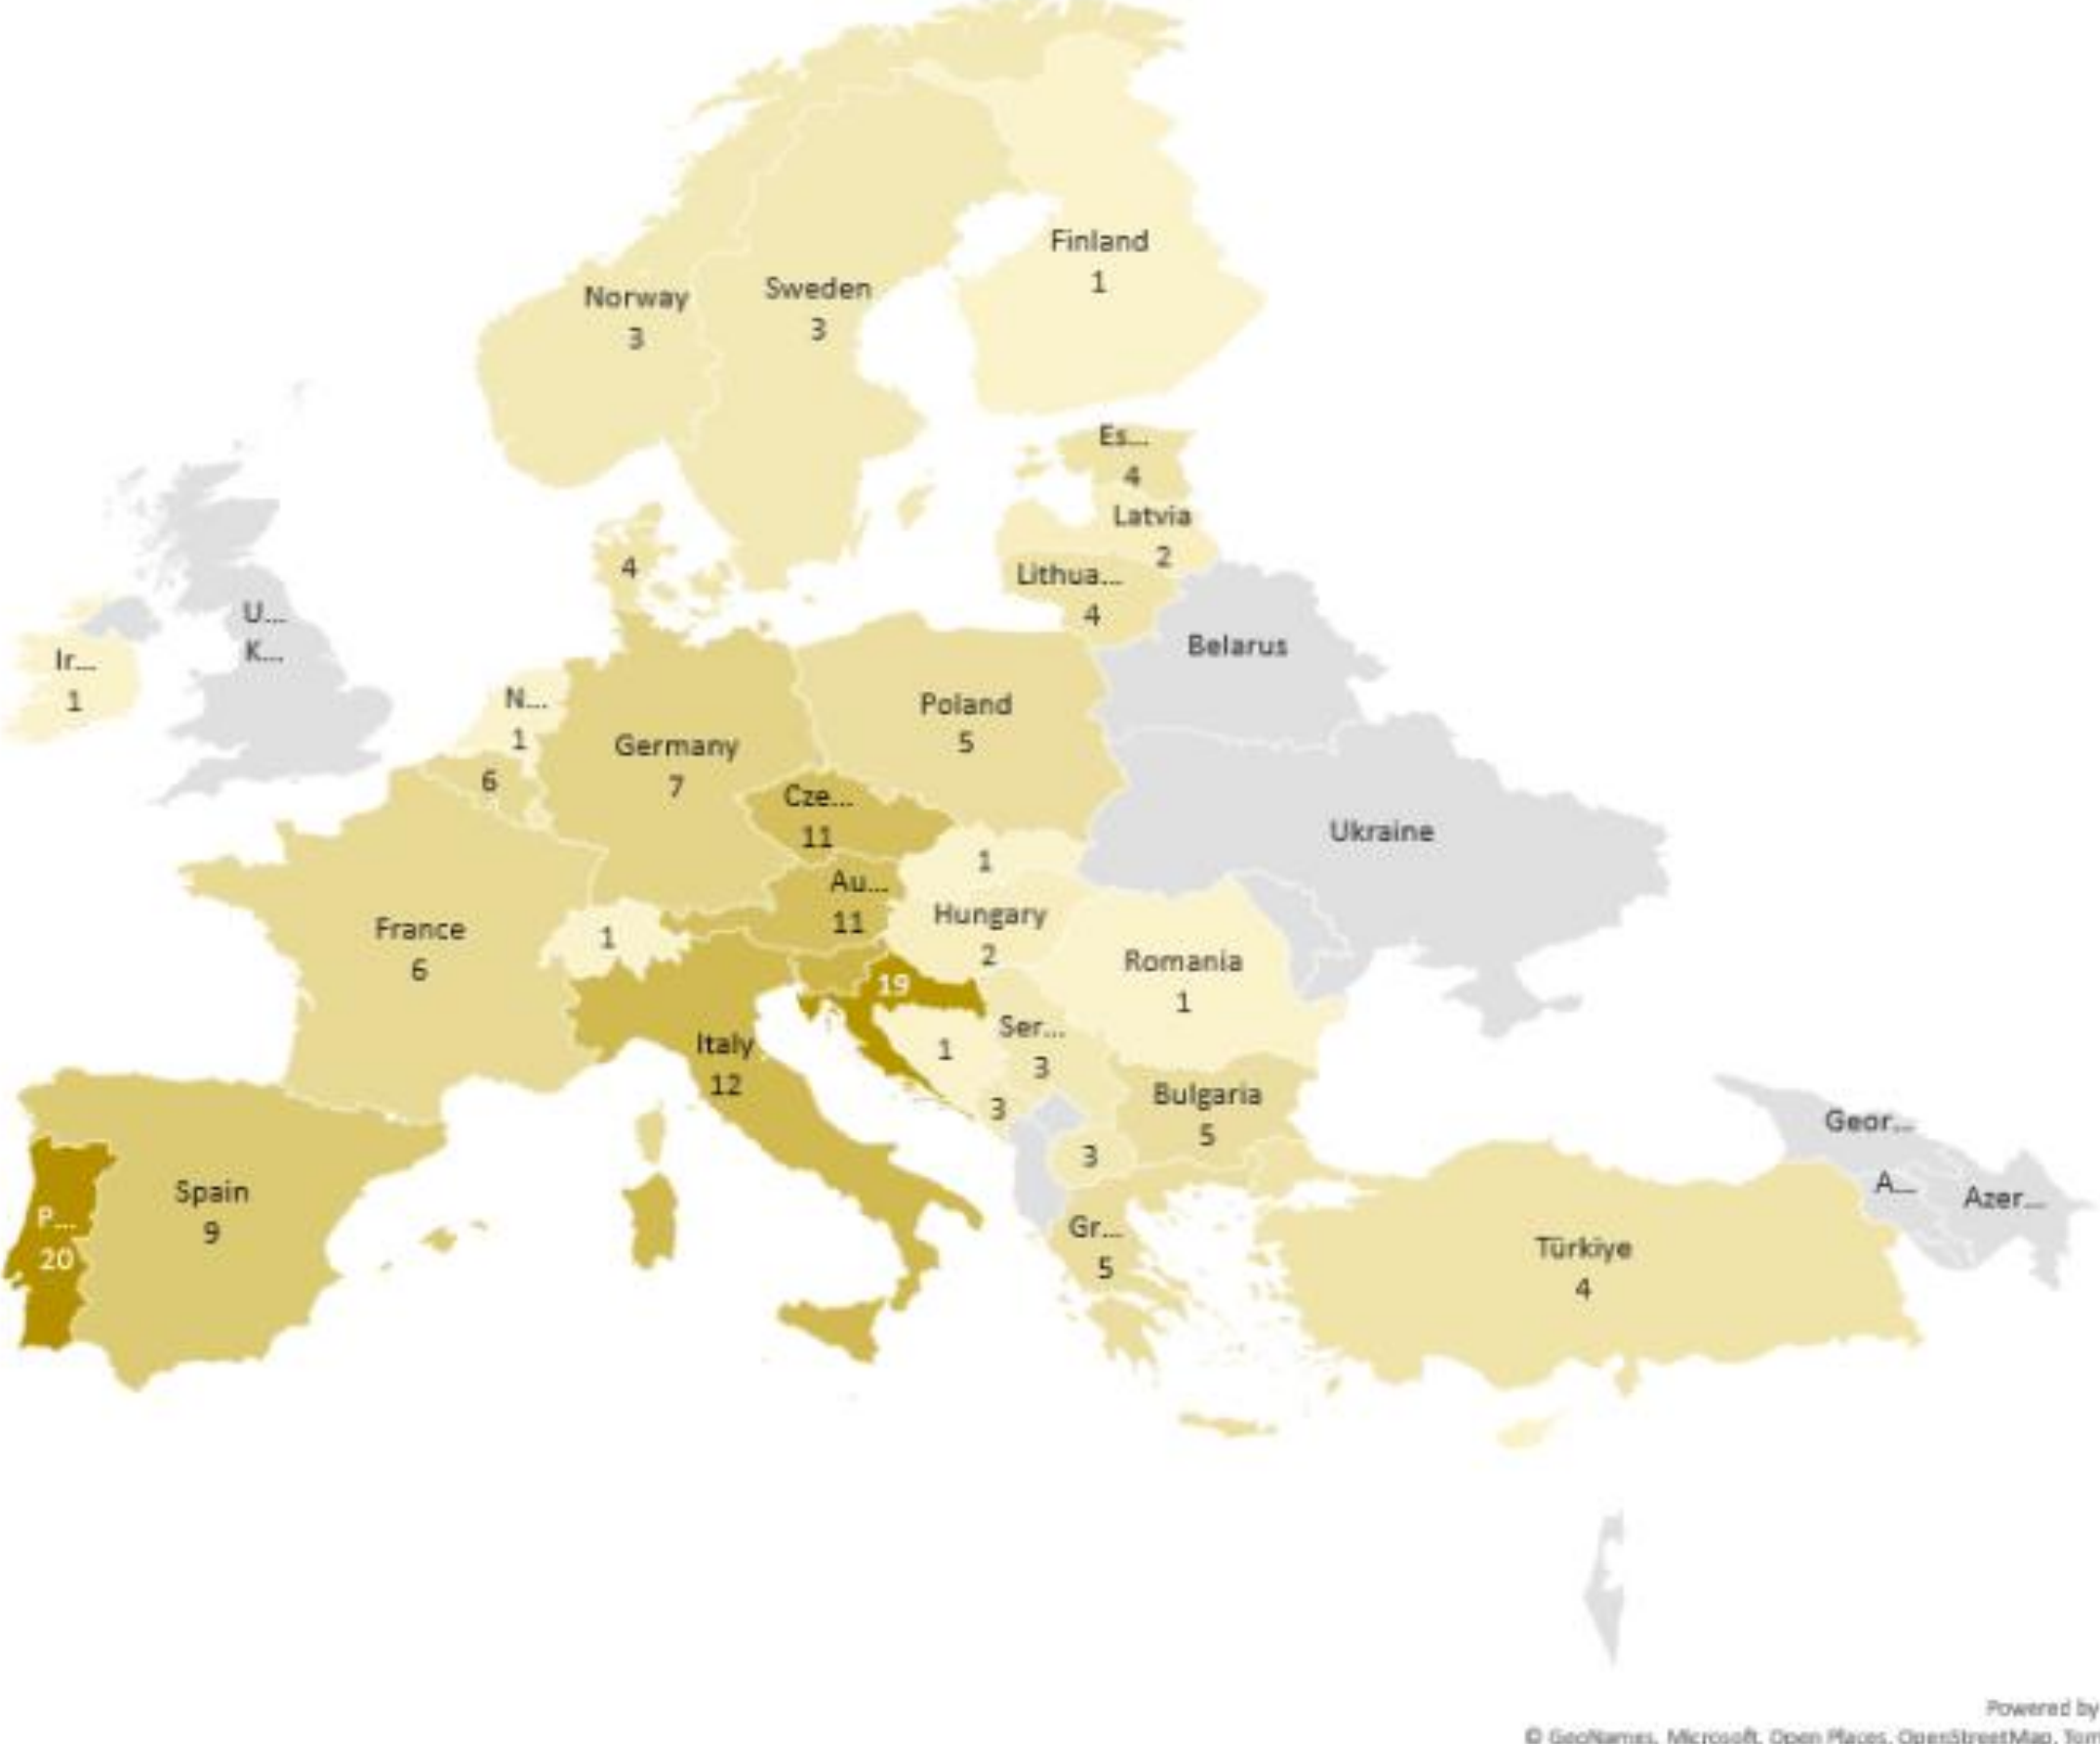 Finland
1
Norway
3
Sweden
3
Es...
4
Latvia
2
Lithua...
4
4
U...
K...
Ir...
1
Belarus
N...
1
Germany
7
Poland
5
6
Cze...
11
Ukraine
1
Au...
11
France
6
1
Hungary
2
Romania
1
19
Italy
12
1
Ser...
3
3
Bulgaria
5
Geor...
3
A...
Azer...
Spain
9
P...
20
Gr...
5
Türkiye
4
Powered by
© GeoNames, Microsoft, Open Places, OpenStreetMap, Tom